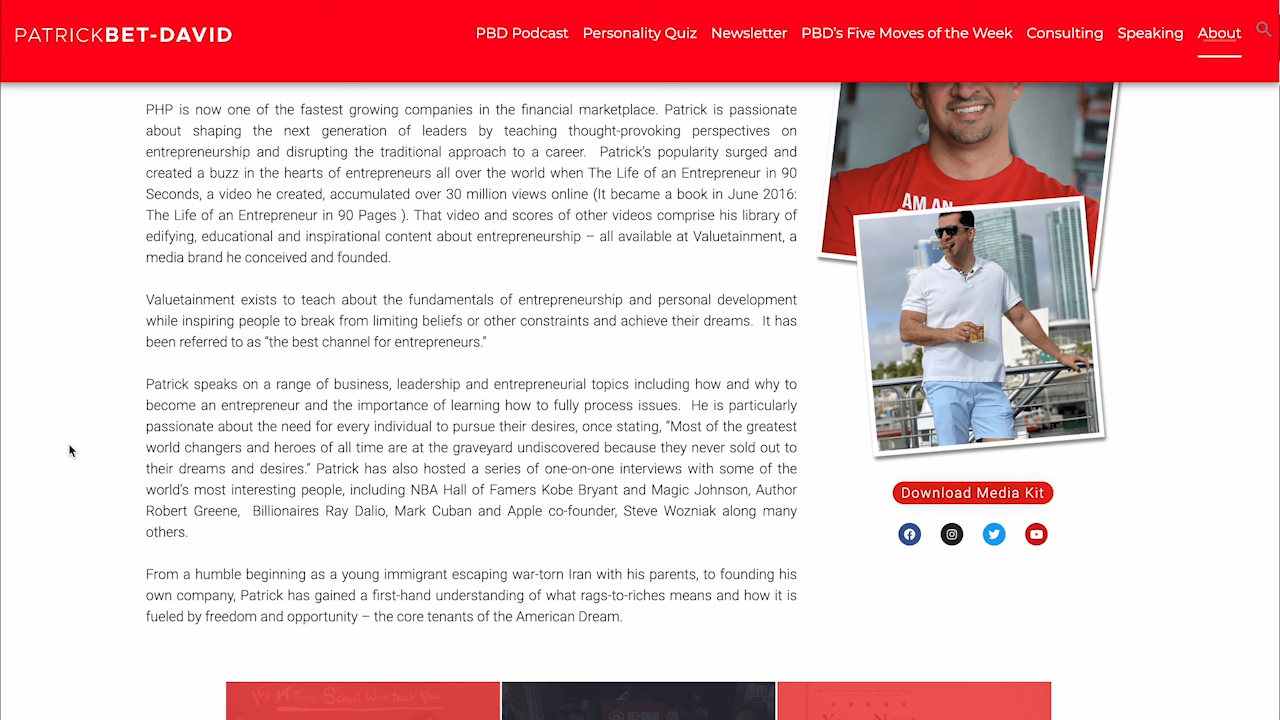 PATRICKBET-DAVID
PBD Podcast
Personality Quiz
Newsletter
PBD's Five Moves of the Week
Consulting
Speaking
About
PHP is now one of the fastest growing companies in the financial marketplace. Patrick is passionate
about shaping the next generation of leaders by teaching thought-provoking perspectives on
entrepreneurship and disrupting the traditional approach to a career. Patrick's popularity surged and
created a buzz in the hearts of entrepreneurs all over the world when The Life of an Entrepreneur in 90
Seconds, a video he created, accumulated over 30 million views online (It became a book in June 2016:
The Life of an Entrepreneur in 90 Pages ). That video and scores of other videos comprise his library of
edifying, educational and inspirational content about entrepreneurship – all available at Valuetainment, a
media brand he conceived and founded.
Valuetainment exists to teach about the fundamentals of entrepreneurship and personal development
while inspiring people to break from limiting beliefs or other constraints and achieve their dreams. It has
been referred to as “the best channel for entrepreneurs.”
Patrick speaks on a range of business, leadership and entrepreneurial topics including how and why to
become an entrepreneur and the importance of learning how to fully process issues. He is particularly
passionate about the need for every individual to pursue their desires, once stating, “Most of the greatest
world changers and heroes of all time are at the graveyard undiscovered because they never sold out to
their dreams and desires.” Patrick has also hosted a series of one-on-one interviews with some of the
world's most interesting people, including NBA Hall of Famers Kobe Bryant and Magic Johnson, Author
Robert Greene, Billionaires Ray Dalio, Mark Cuban and Apple co-founder, Steve Wozniak along many
others.
From a humble beginning as a young immigrant escaping war-torn Iran with his parents, to founding his
own company, Patrick has gained a first-hand understanding of what rags-to-riches means and how it is
fueled by freedom and opportunity – the core tenants of the American Dream.
AM AN
Download Media Kit
School Won't teach You
Your Next